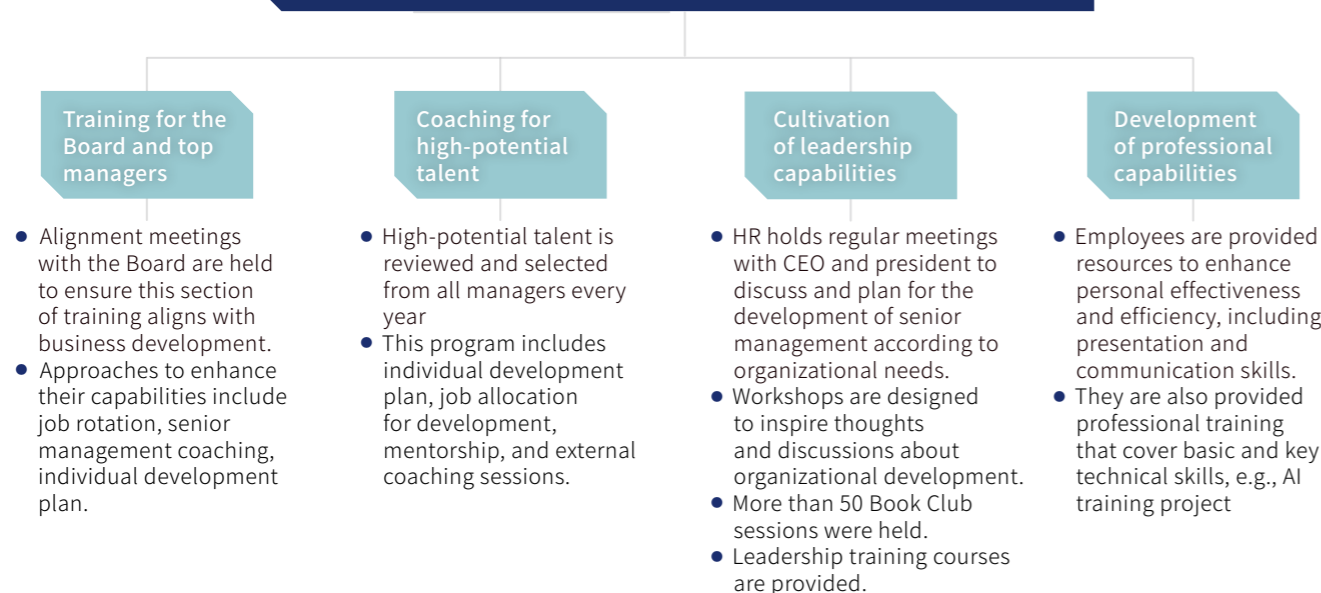 Training for the
Board and top
managers
● Alignment meetings
with the Board are held
to ensure this section
of training aligns with
business development.
● Approaches to enhance
their capabilities include
job rotation, senior
management coaching,
individual development
plan.
Coaching for
high-potential
talent
● High-potential talent is
reviewed and selected
from all managers every
year
● This program includes
individual development
plan, job allocation
for development,
mentorship, and external
coaching sessions.
Cultivation
of leadership
capabilities
● HR holds regular meetings
with CEO and president to
discuss and plan for the
development of senior
management according to
organizational needs.
● Workshops are designed
to inspire thoughts
and discussions about
organizational development.
● More than 50 Book Club
sessions were held.
● Leadership training courses
are provided.
Development
of professional
capabilities
● Employees are provided
resources to enhance
personal effectiveness
and efficiency, including
presentation and
communication skills.
● They are also provided
professional training
that cover basic and key
technical skills, e.g., AI
training project